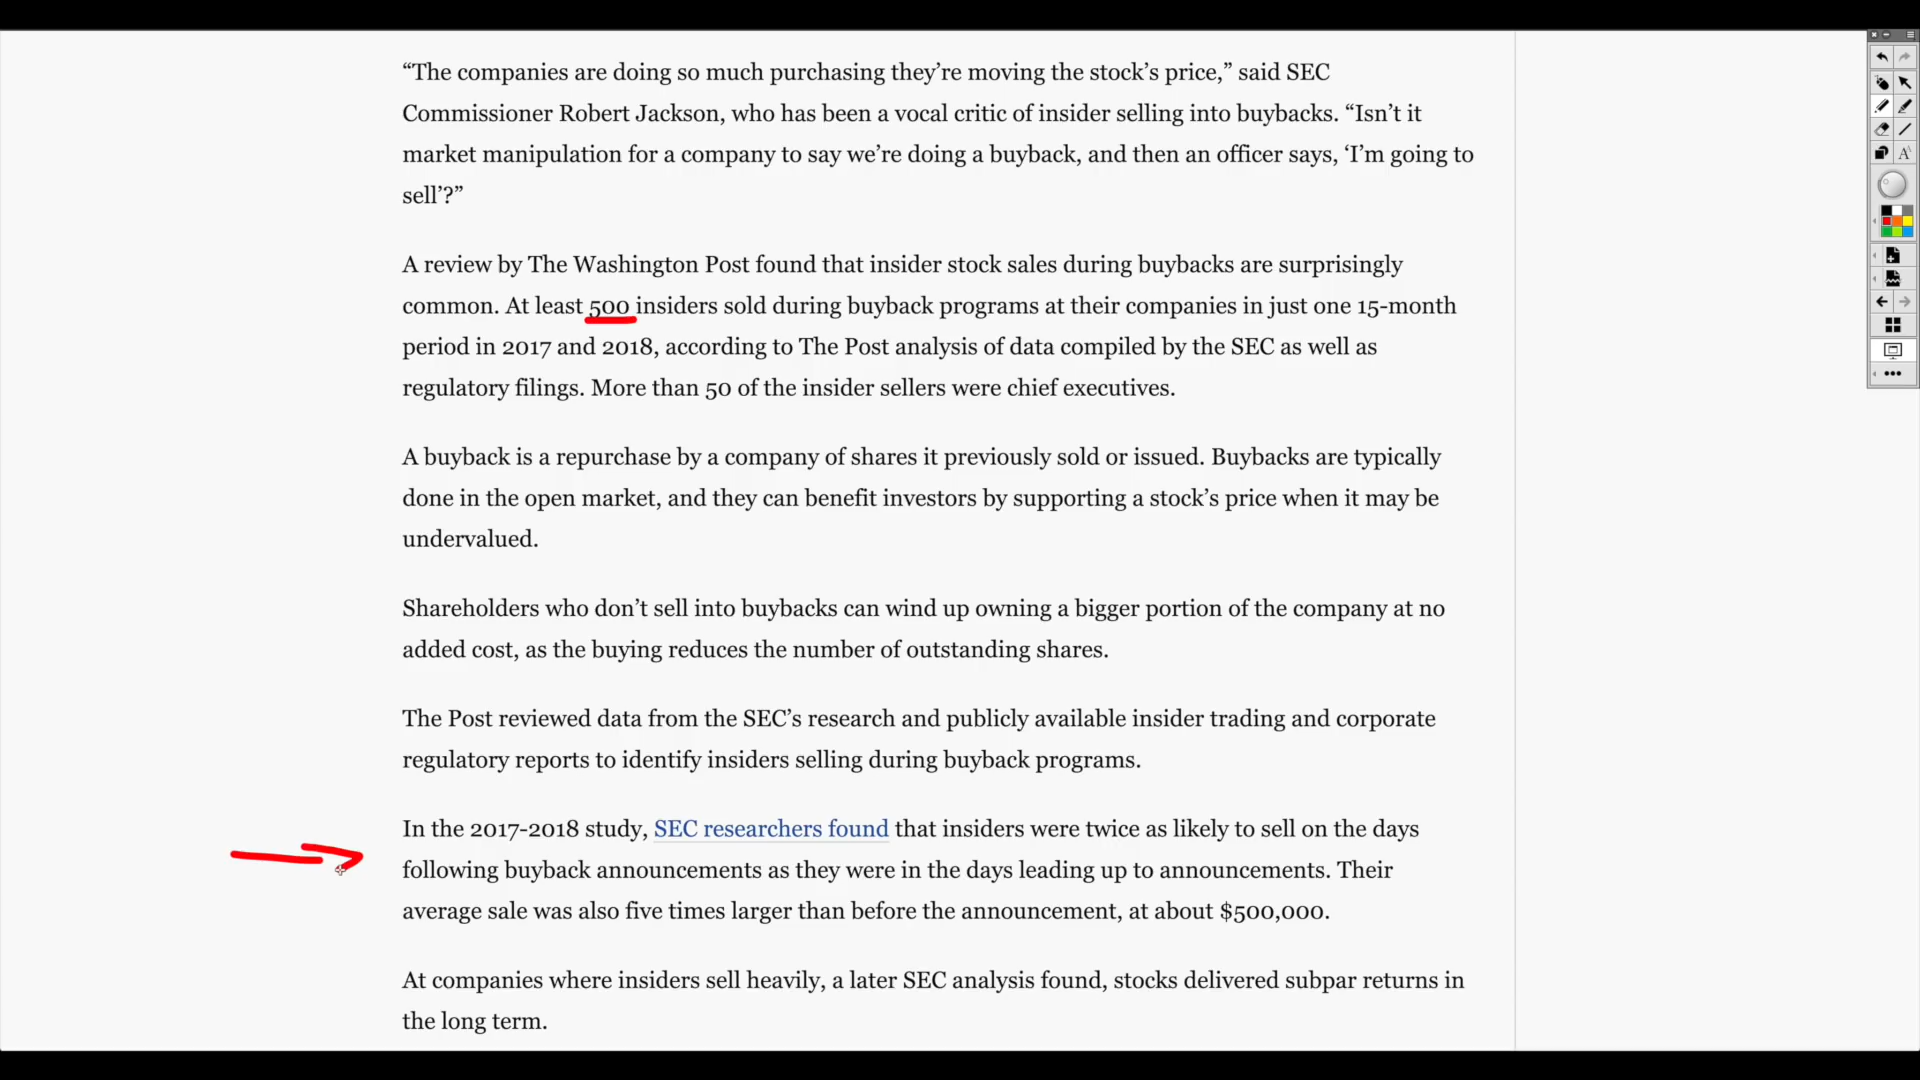 “The companies are doing so much purchasing they’re moving the stock’s price,” said SEC
Commissioner Robert Jackson, who has been a vocal critic of insider selling into buybacks. “Isn’t it
market manipulation for a company to say we’re doing a buyback, and then an officer says, ‘I’m going to
sell’?”
A review by The Washington Post found that insider stock sales during buybacks are surprisingly
common. At least 500 insiders sold during buyback programs at their companies in just one 15-month
period in 2017 and 2018, according to The Post analysis of data compiled by the SEC as well as
regulatory filings. More than 50 of the insider sellers were chief executives.
A buyback is a repurchase by a company of shares it previously sold or issued. Buybacks are typically
done in the open market, and they can benefit investors by supporting a stock’s price when it may be
undervalued.
Shareholders who don’t sell into buybacks can wind up owning a bigger portion of the company at no
added cost, as the buying reduces the number of outstanding shares.
The Post reviewed data from the SEC’s research and publicly available insider trading and corporate
regulatory reports to identify insiders selling during buyback programs.
In the 2017-2018 study, SEC researchers found that insiders were twice as likely to sell on the days
following buyback announcements as they were in the days leading up to announcements. Their
average sale was also five times larger than before the announcement, at about $500,000.
At companies where insiders sell heavily, a later SEC analysis found, stocks delivered subpar returns in
the long term.